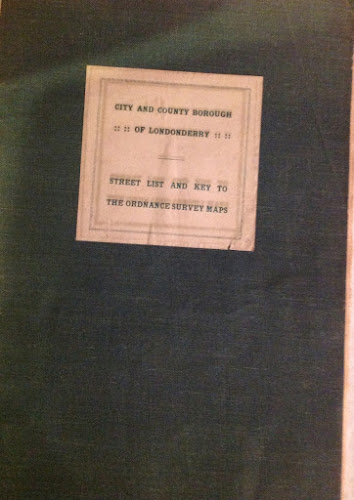 CITY AND COUNTY BOROUGH
:: :: OF LONDONDERRY :: ::
STREET LIST AND KEY TO
THE ORDNANCE SURVEY MAPS